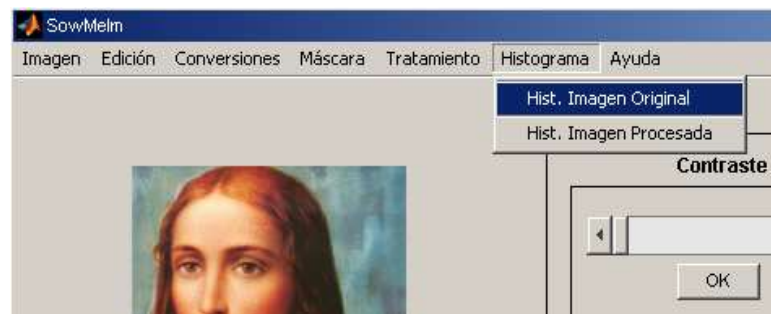 SowMelm
Imagen Edición Conversiones Máscara Tratamiento Histograma Ayuda
Hist. Imagen Original
Hist. Imagen Procesada
Contraste
OK